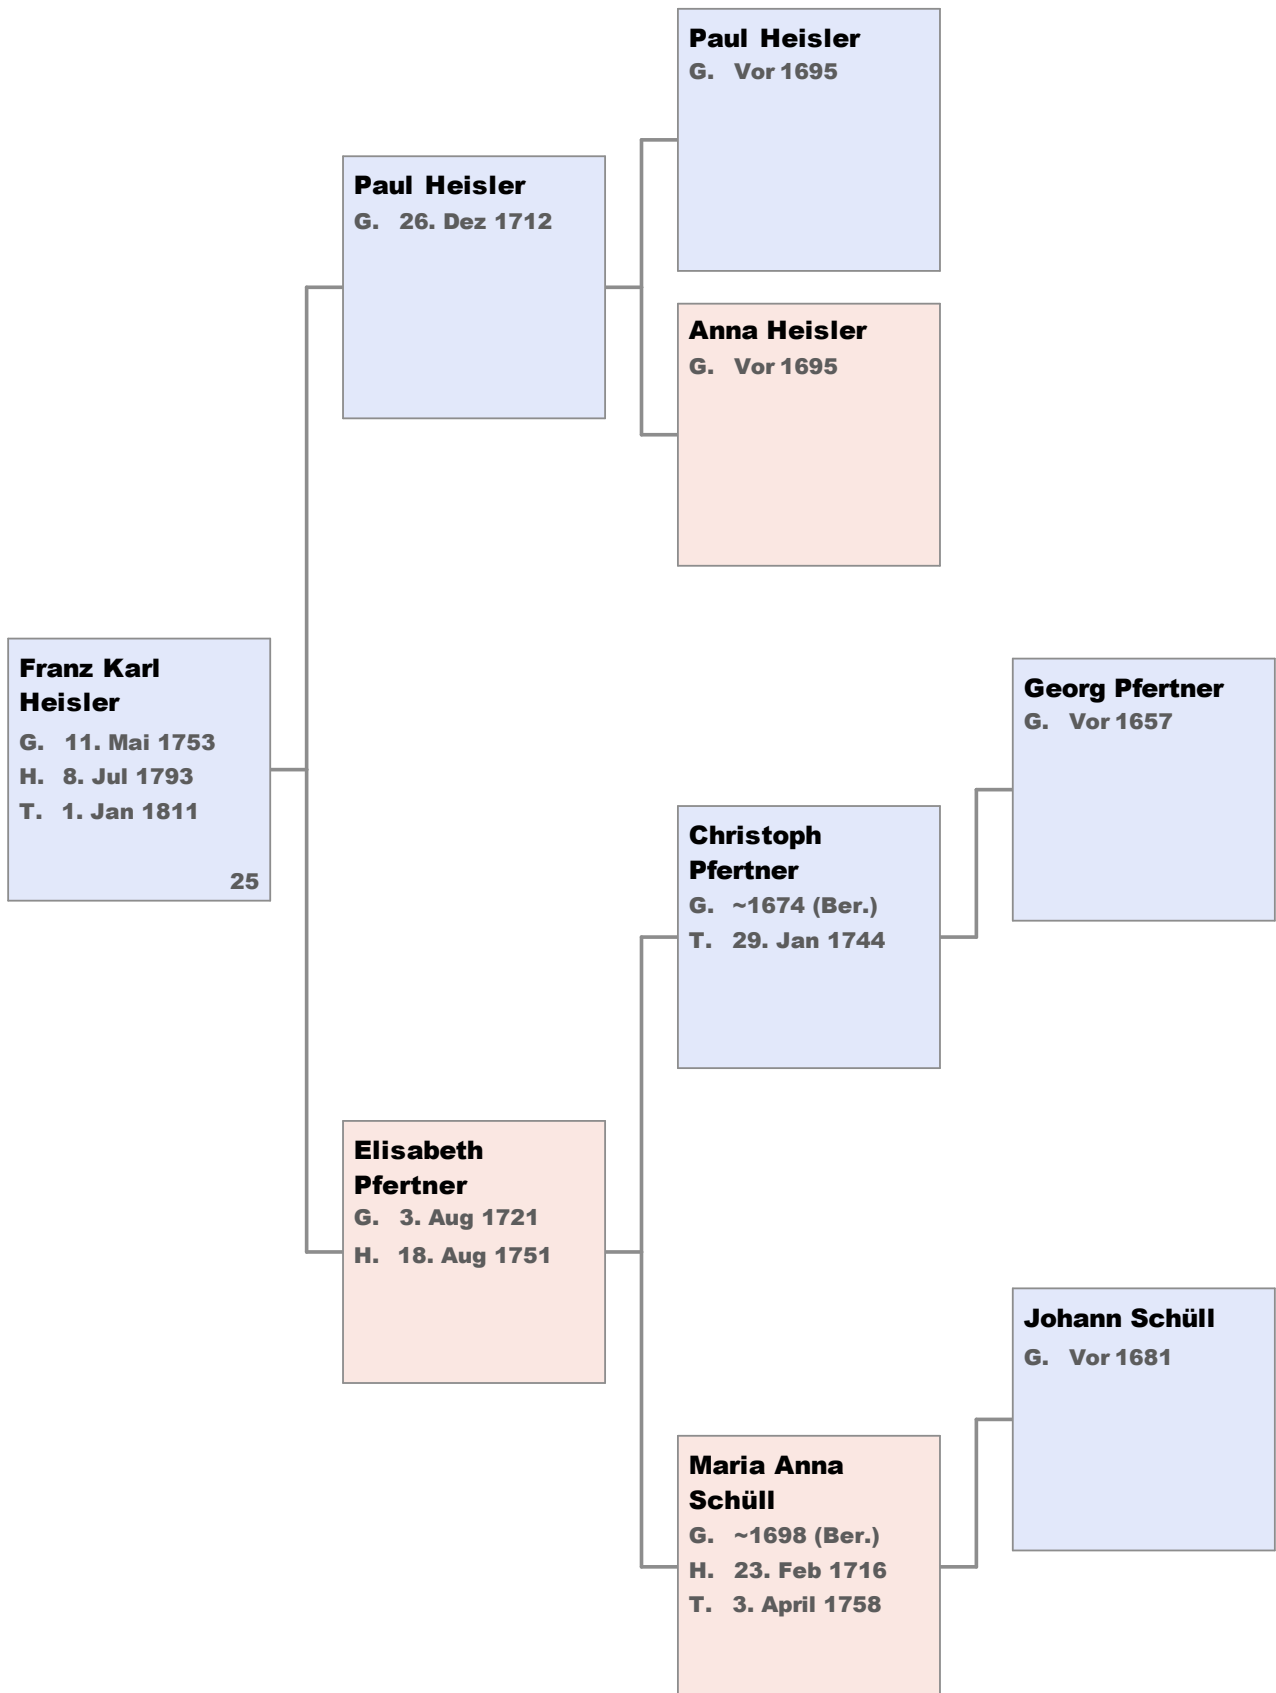 Paul Heisler
G. Vor 1695
Paul Heisler
G. 26. Dez 1712
Anna Heisler
G. Vor 1695
Franz Karl
Heisler
G. 11. Mai 1753
H. 8. Jul 1793
T. 1. Jan 1811
25
Georg Pfertner
G. Vor 1657
Christoph
Pfertner
G. ~1674 (Ber.)
T. 29. Jan 1744
Elisabeth
Pfertner
G. 3. Aug 1721
H. 18. Aug 1751
Johann Schüll
G. Vor 1681
Maria Anna
Schüll
G. ~1698 (Ber.)
H. 23. Feb 1716
T. 3. April 1758